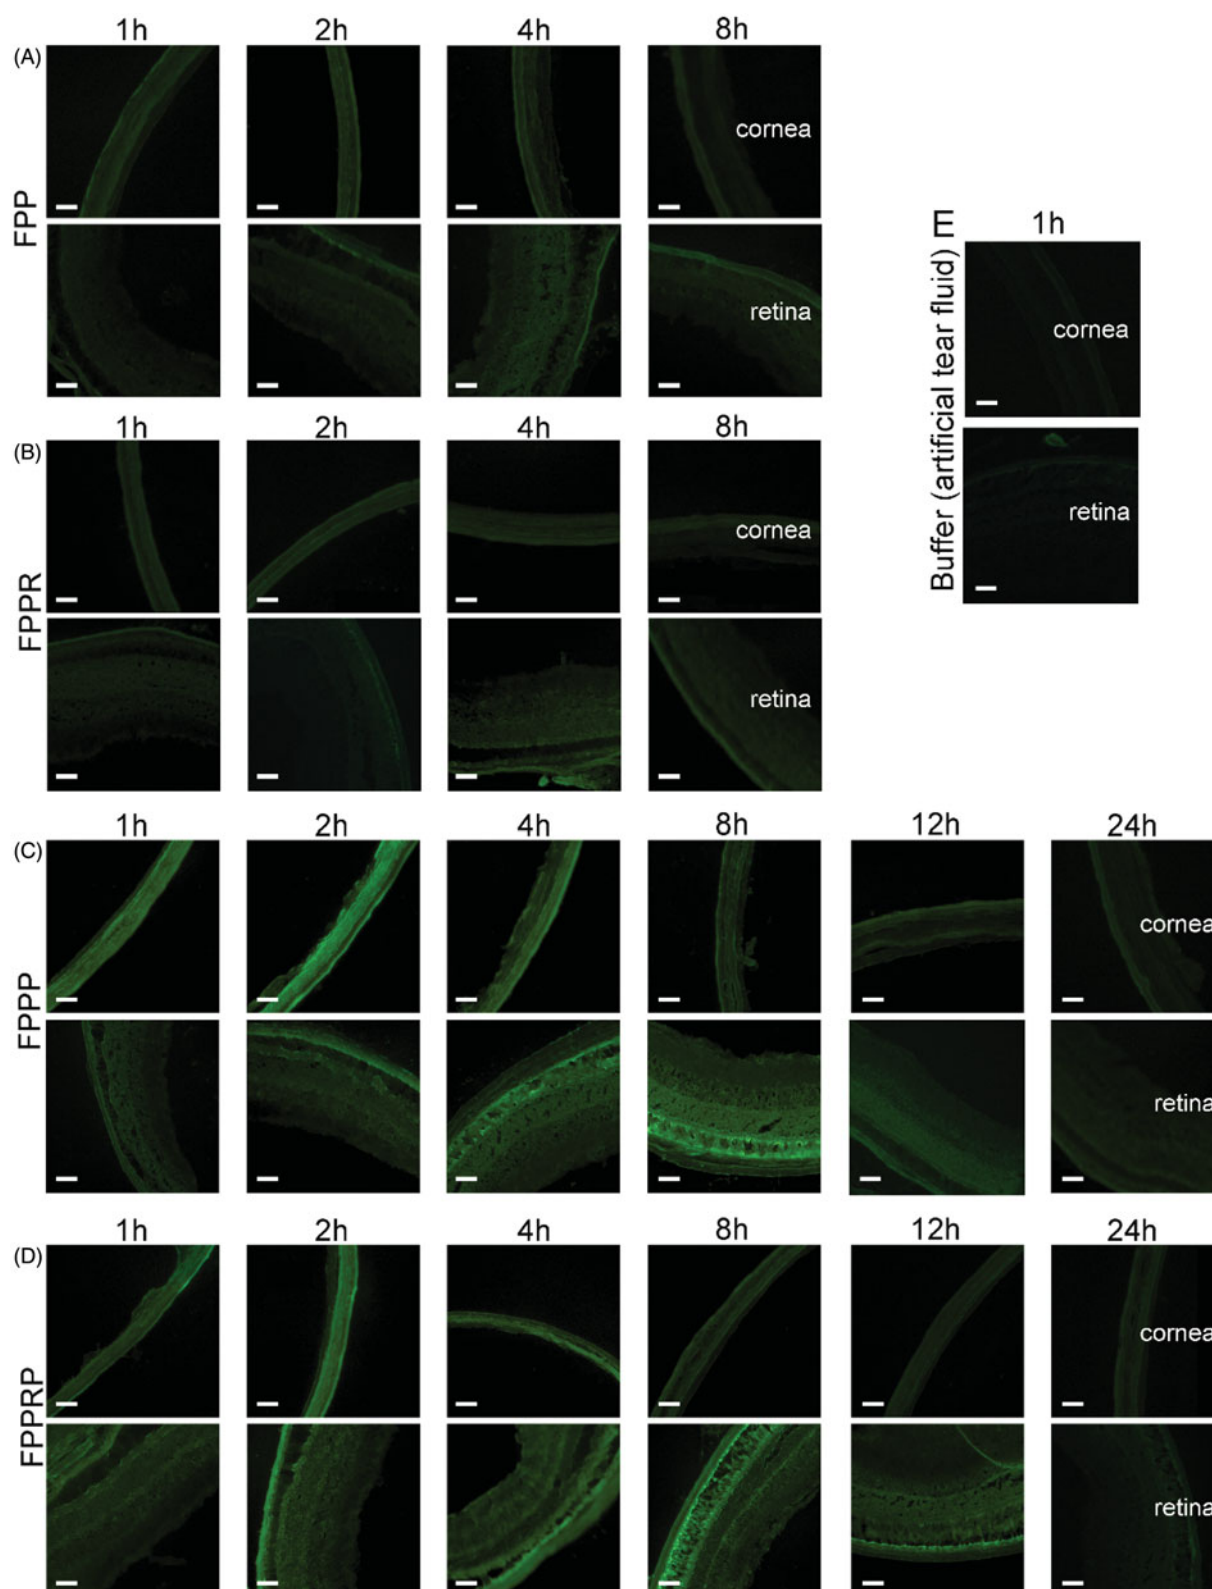 1h 2h 4h 8h
(A)
FPP
cornea
retina
E
1h
Buffer (artificial tear fluid)
cornea
retina
1h 2h 4h 8h
(B)
FPPR
cornea
retina
1h 2h 4h 8h 12h 24h
(C)
FPPP
cornea
retina
1h 2h 4h 8h 12h 24h
(D)
FPPRP
cornea
retina